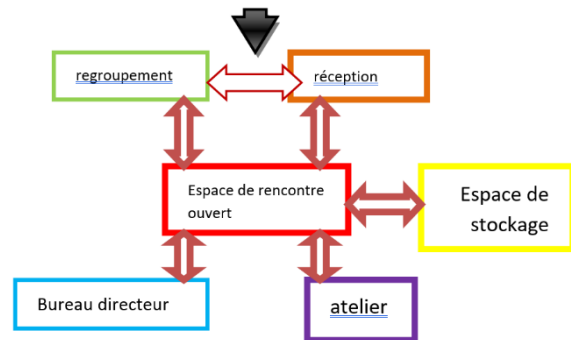 regroupement
réception
Espace de rencontre
ouvert
Espace de
stockage
Bureau directeur
atelier